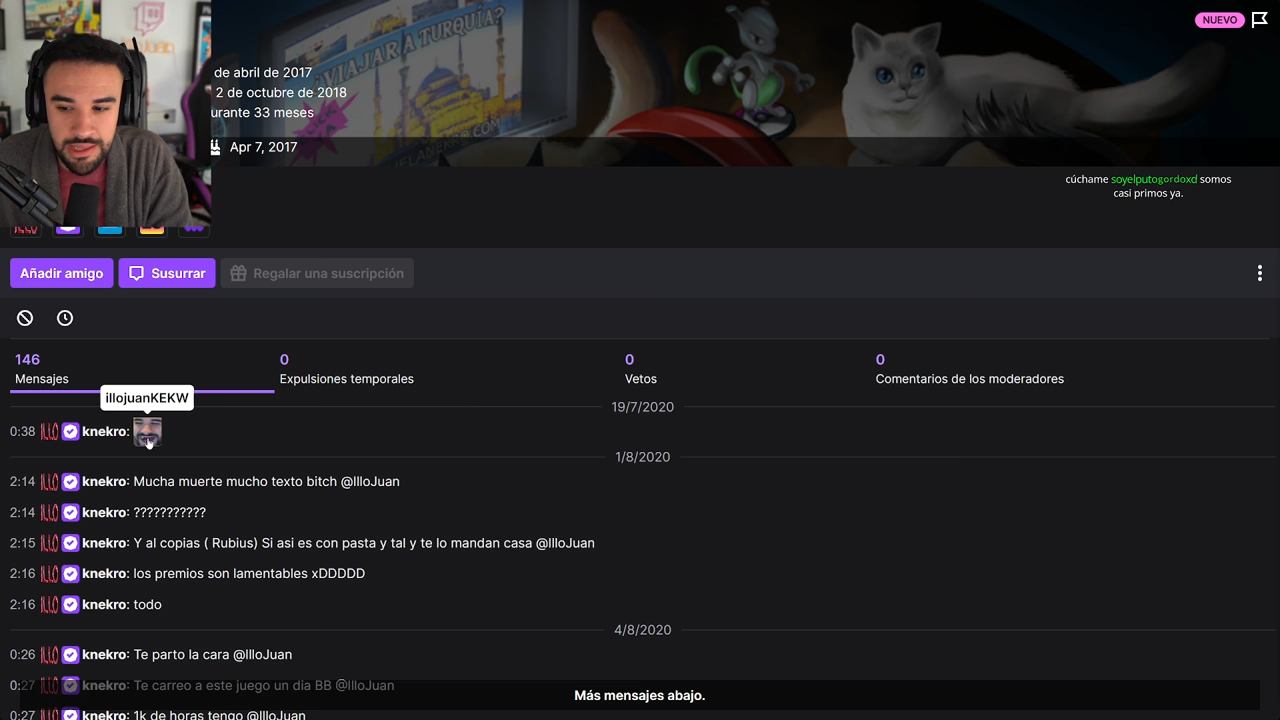 ¿VIAJAR A TURQUÍA?
NUEVO
de abril de 2017
2 de octubre de 2018
urante 33 meses
Apr 7, 2017
cúchame soyelputogordoxd somos
casi primos ya.
Añadir amigo
Susurrar
Regalar una suscripción
146
0
0
0
Mensajes
Expulsiones temporales
Vetos
Comentarios de los moderadores
illojuanKEKW
19/7/2020
0:38 knekro:
1/8/2020
2:14 knekro: Mucha muerte mucho texto bitch @IlloJuan
2:14 knekro: ???????????
2:15 knekro: Y al copias ( Rubius) Si asi es con pasta y tal y te lo mandan casa @IlloJuan
2:16 knekro: los premios son lamentables xDDDDD
2:16 knekro: todo
4/8/2020
0:26 knekro: Te parto la cara @IlloJuan
0:27 knekro: Te carreo a este juego un dia BB @IlloJuan
Más mensajes abajo.
0:27 knekro: 1k de horas tengo @IlloJuan